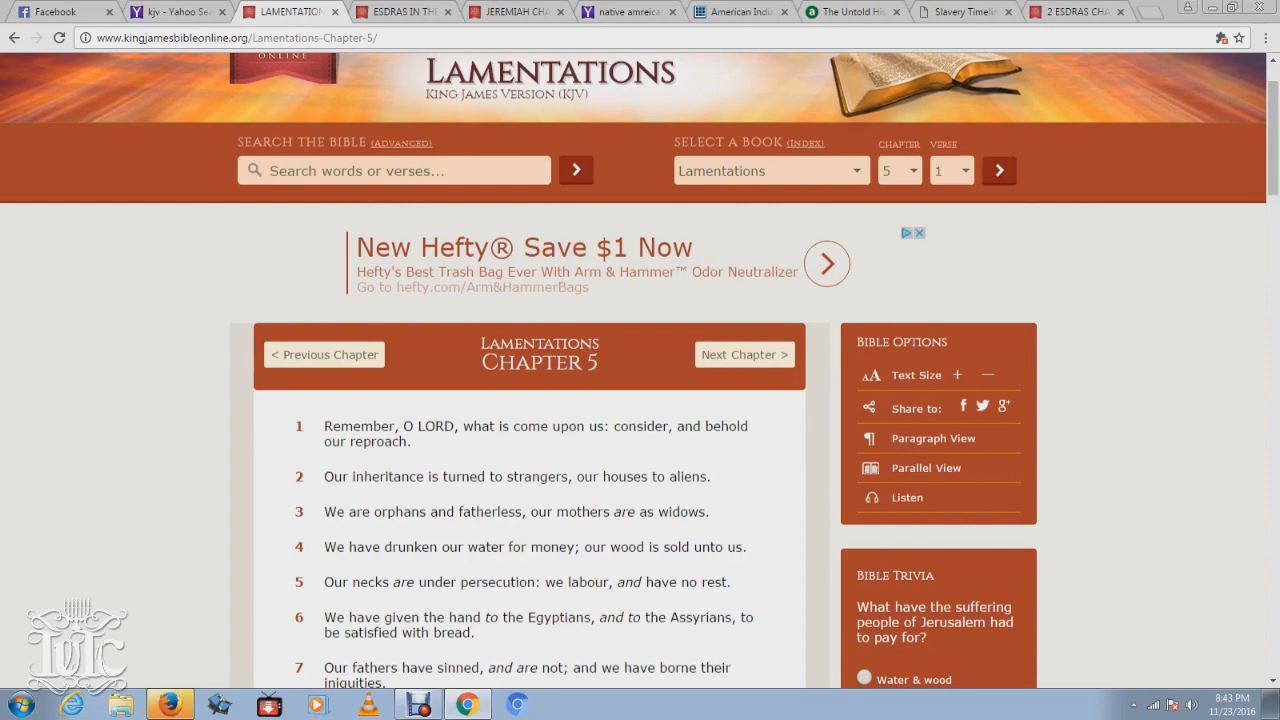 Facebook
kjv - Yahoo Se
LAMENTATION
ESDRAS IN TH
JEREMIAH CHA
native amreica
American India
The Untold His
Slavery Timelin
2 ESDRAS CHA
www.kingjamesbibleonline.org/Lamentations-Chapter-5/
ONLINE
LAMENTATIONS
KING JAMES VERSION (KJV)
SEARCH THE BIBLE (ADVANCED)
SELECT A BOOK (INDEX)
CHAPTER
VERSE
Search words or verses...
Lamentations
5
1
New Hefty® Save $1 Now
Hefty's Best Trash Bag Ever With Arm & Hammer™ Odor Neutralizer
Go to hefty.com/Arm&HammerBags
< Previous Chapter
LAMENTATIONS
CHAPTER 5
Next Chapter >
1 Remember, O LORD, what is come upon us: consider, and behold
our reproach.
2 Our inheritance is turned to strangers, our houses to aliens.
3 We are orphans and fatherless, our mothers are as widows.
4 We have drunken our water for money; our wood is sold unto us.
5 Our necks are under persecution: we labour, and have no rest.
6 We have given the hand to the Egyptians, and to the Assyrians, to
be satisfied with bread.
7 Our fathers have sinned, and are not; and we have borne their
iniquities.
BIBLE OPTIONS
AA Text Size + —
Share to: f g+
¶ Paragraph View
Parallel View
Listen
BIBLE TRIVIA
What have the suffering
people of Jerusalem had
to pay for?
Water & wood
IUIC
8:43 PM
11/23/2016